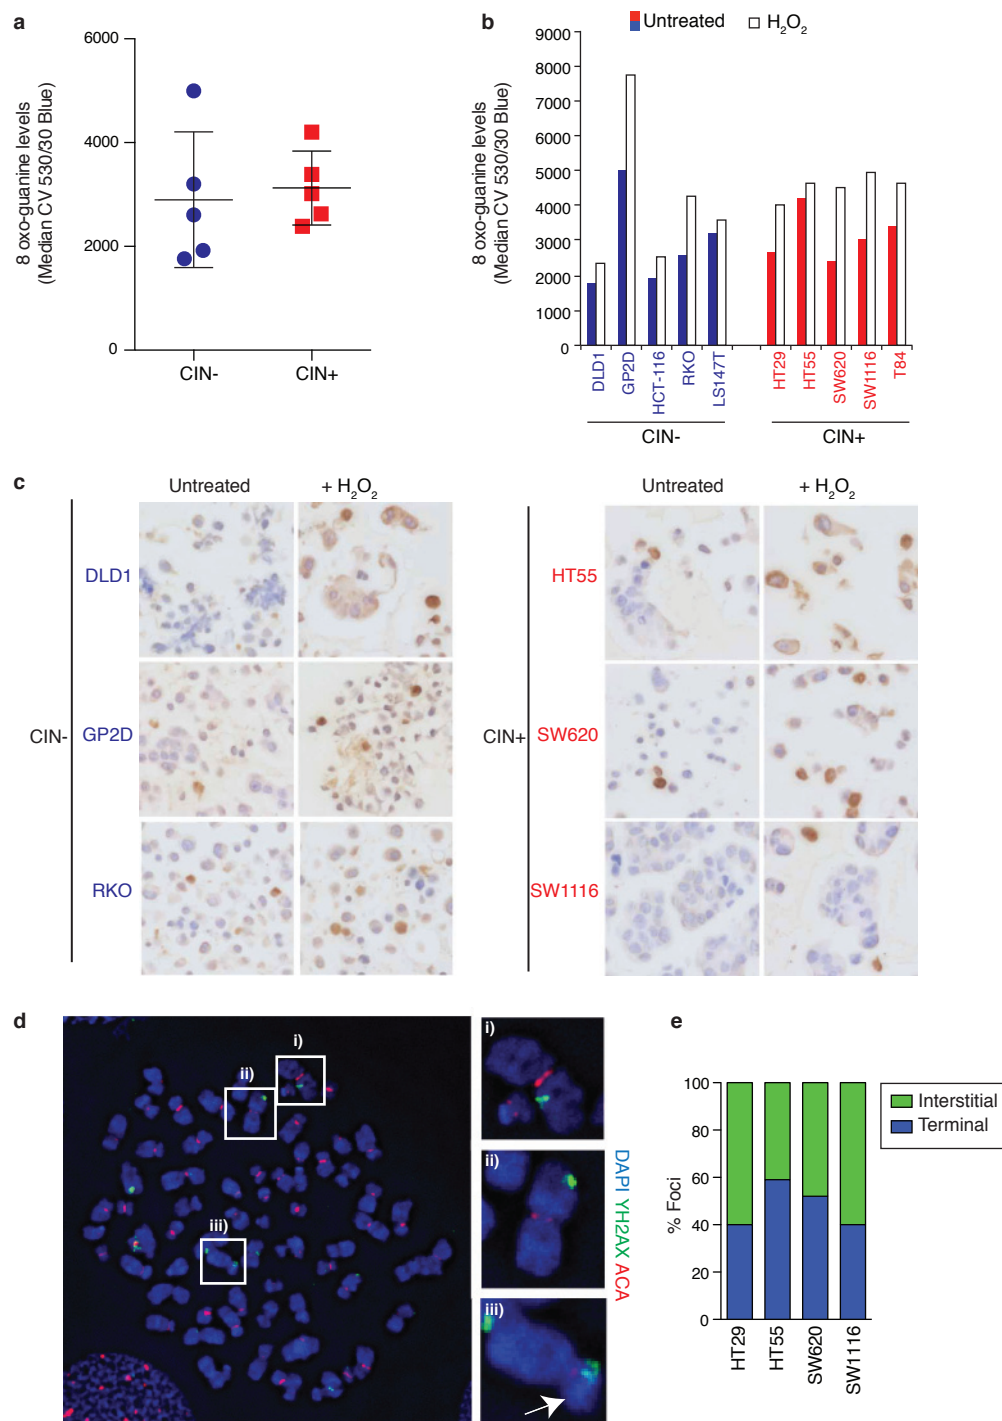 a
8 oxo-guanine levels
(Median CV 530/30 Blue)
6000
4000
2000
0
CIN-
CIN+
b
Untreated
H2O2
8 oxo-guanine levels
(Median CV 530/30 Blue)
9000
8000
7000
6000
5000
4000
3000
2000
1000
0
DLD1
GP2D
HCT-116
RKO
LS147T
HT29
HT55
SW620
SW1116
T84
CIN-
CIN+
c
Untreated
+ H2O2
CIN-
DLD1
GP2D
RKO
Untreated
+ H2O2
CIN+
HT55
SW620
SW1116
d
i)
ii)
iii)
i)
ii)
iii)
DAPI YH2AX ACA
e
% Foci
100
80
60
40
20
0
HT29
HT55
SW620
SW1116
Interstitial
Terminal